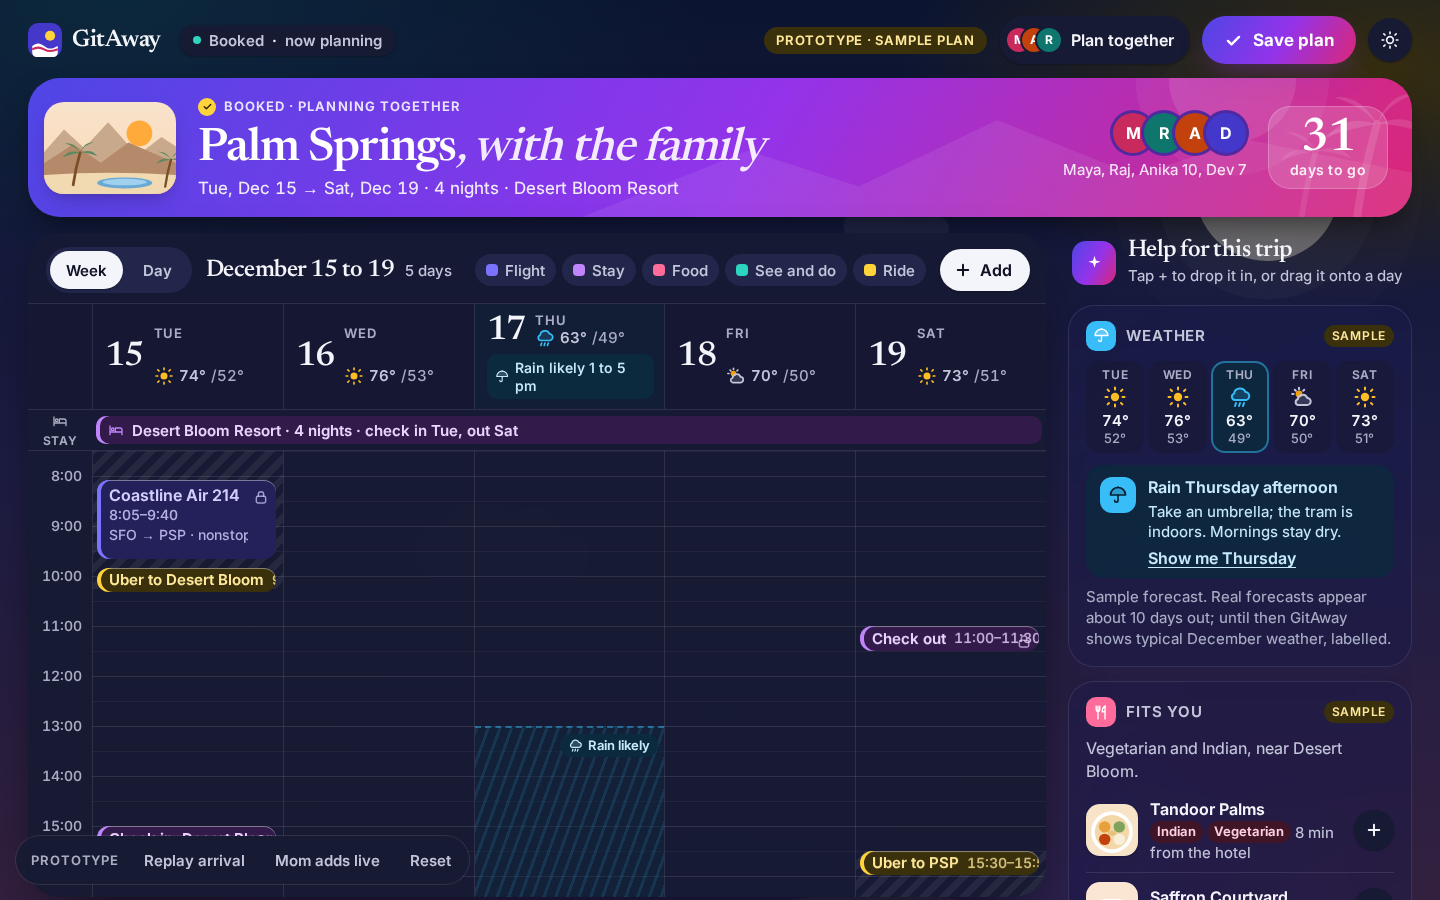 GitAway
Booked · now planning
PROTOTYPE · SAMPLE PLAN
A R
Plan together
Save plan
BOOKED · PLANNING TOGETHER
Palm Springs, with the family
Tue, Dec 15 → Sat, Dec 19 · 4 nights · Desert Bloom Resort
M R A D
Maya, Raj, Anika 10, Dev 7
31
days to go
Week Day
December 15 to 19 5 days
Flight Stay Food See and do Ride
+ Add
Help for this trip
Tap + to drop it in, or drag it onto a day
15 TUE
74° /52°
16 WED
76° /53°
17 THU
63° /49°
Rain likely 1 to 5
pm
18 FRI
70° /50°
19 SAT
73° /51°
STAY
Desert Bloom Resort · 4 nights · check in Tue, out Sat
8:00
9:00
10:00
11:00
12:00
13:00
14:00
15:00
Coastline Air 214
8:05–9:40
SFO → PSP · nonstop
Uber to Desert Bloom
Check out 11:00–11:30
Rain likely
Uber to PSP 15:30–15:
PROTOTYPE
Replay arrival
Mom adds live
Reset
WEATHER
SAMPLE
TUE WED THU FRI SAT
74° 76° 63° 70° 73°
52° 53° 49° 50° 51°
Rain Thursday afternoon
Take an umbrella; the tram is
indoors. Mornings stay dry.
Show me Thursday
Sample forecast. Real forecasts appear
about 10 days out; until then GitAway
shows typical December weather, labelled.
FITS YOU
SAMPLE
Vegetarian and Indian, near Desert
Bloom.
Tandoor Palms
Indian Vegetarian 8 min
from the hotel
+
Saffron Courtyard